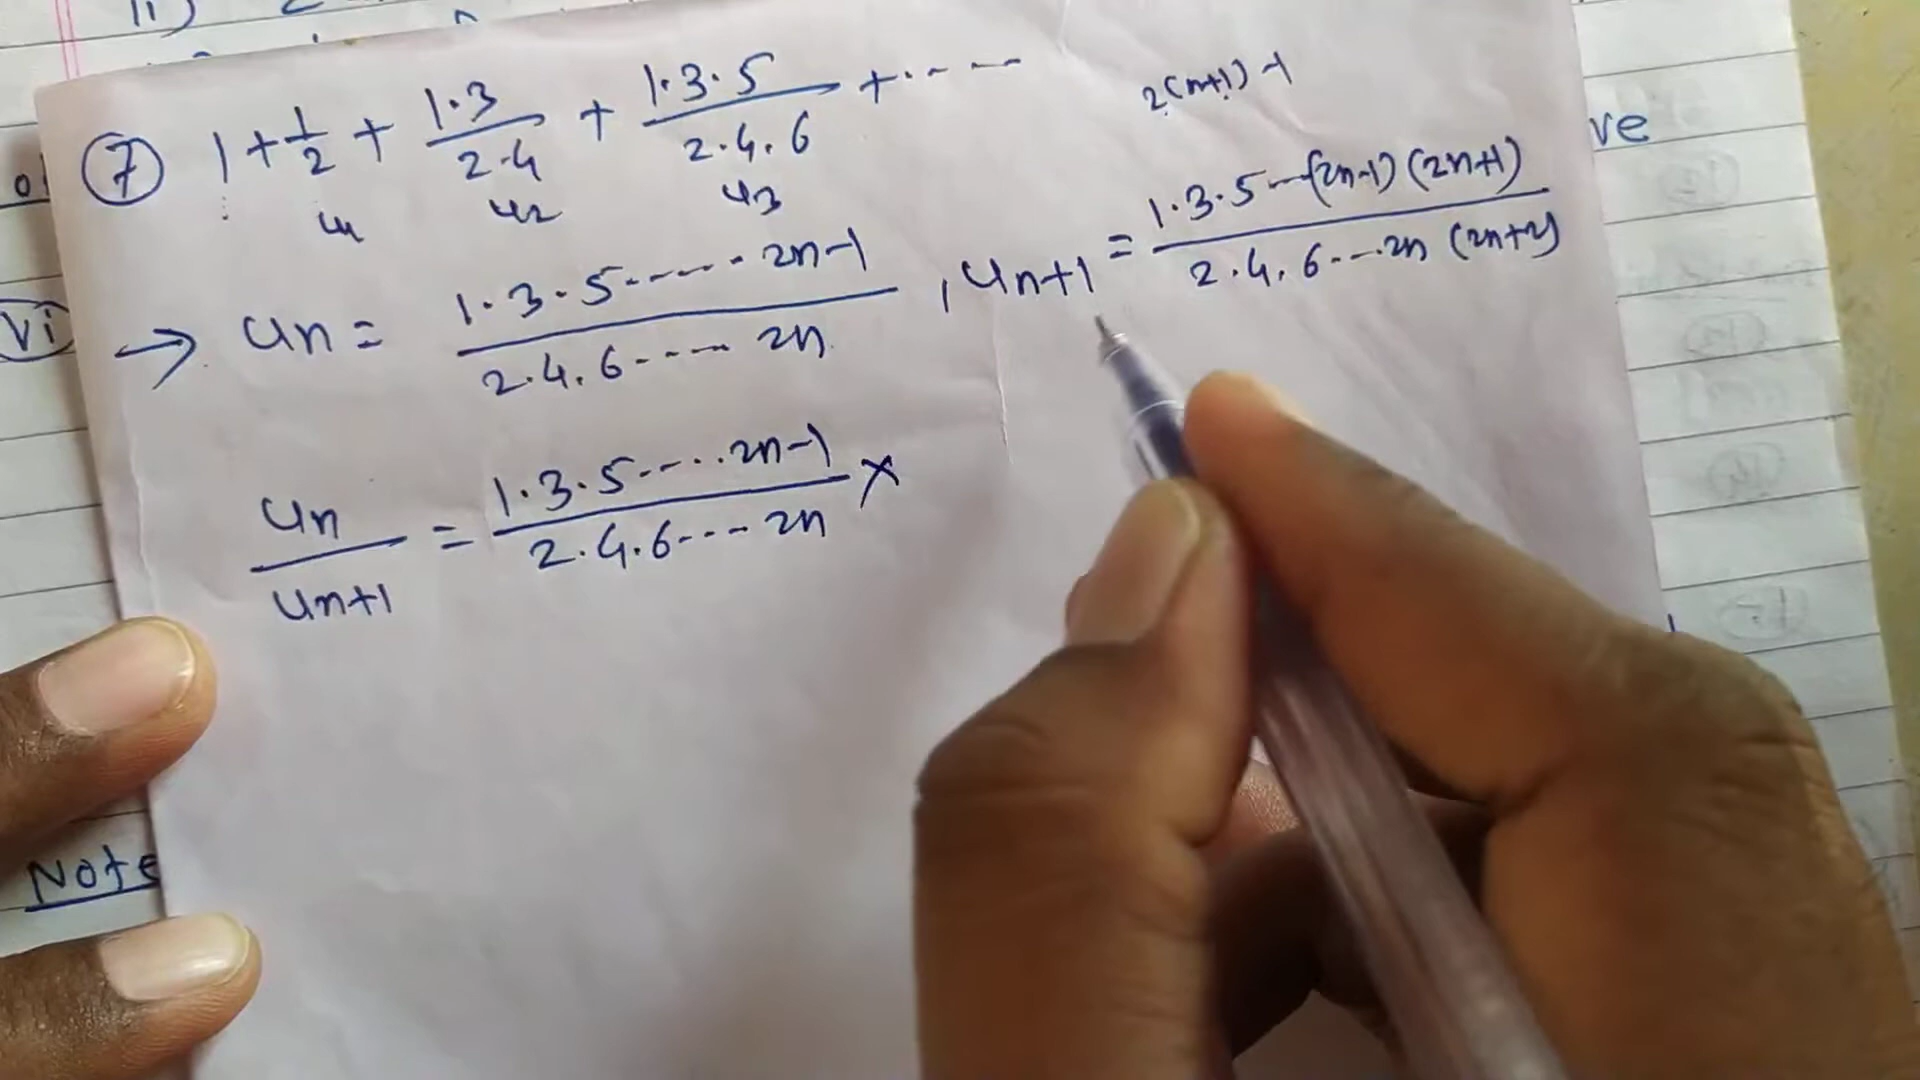 ii)
2(n+1)-1
⑦ 1 + 1/2 + 1·3/2·4 + 1·3·5/2·4·6 + ·----
u1 u2 u3
ve
vi → un = 1·3·5------2n-1/2·4·6---- 2n , un+1 = 1·3·5--(2n-1)(2n+1)/2·4·6---2n (2n+2)
un/un+1 = 1·3·5----·2n-1/2·4·6---2n ×
Note